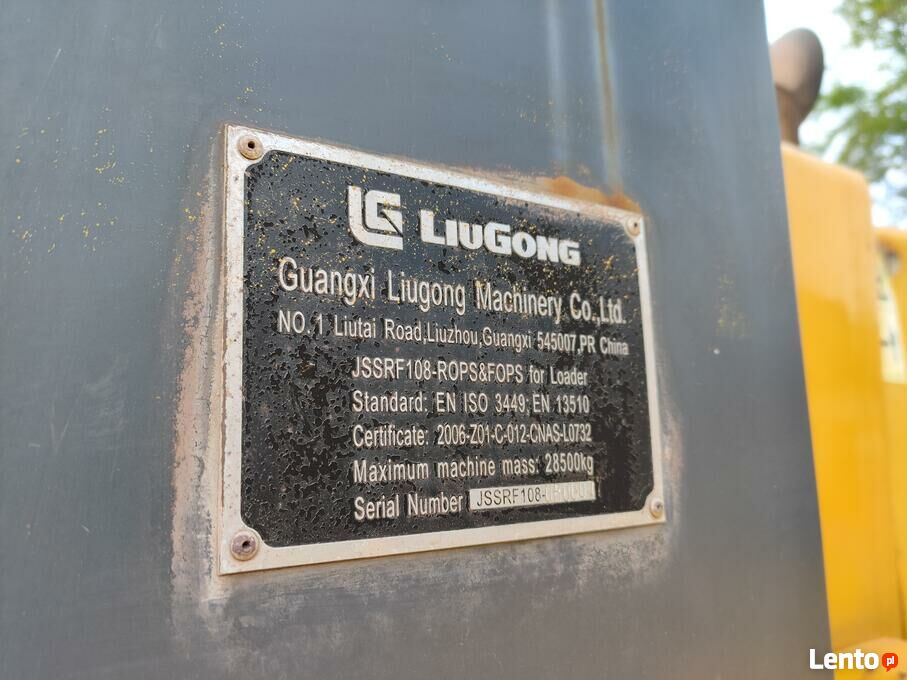 LG LIUGONG
Guangxi Liugong Machinery Co.,Ltd.
NO.1 Liutai Road,Liuzhou,Guangxi 545007,PR China
JSSRF108-ROPS&FOPS for Loader
Standard: EN ISO 3449; EN 13510
Certificate: 2006-Z01-C-012-CNAS-L0732
Maximum machine mass: 28500kg
Serial Number JSSRF108-
Lento pl